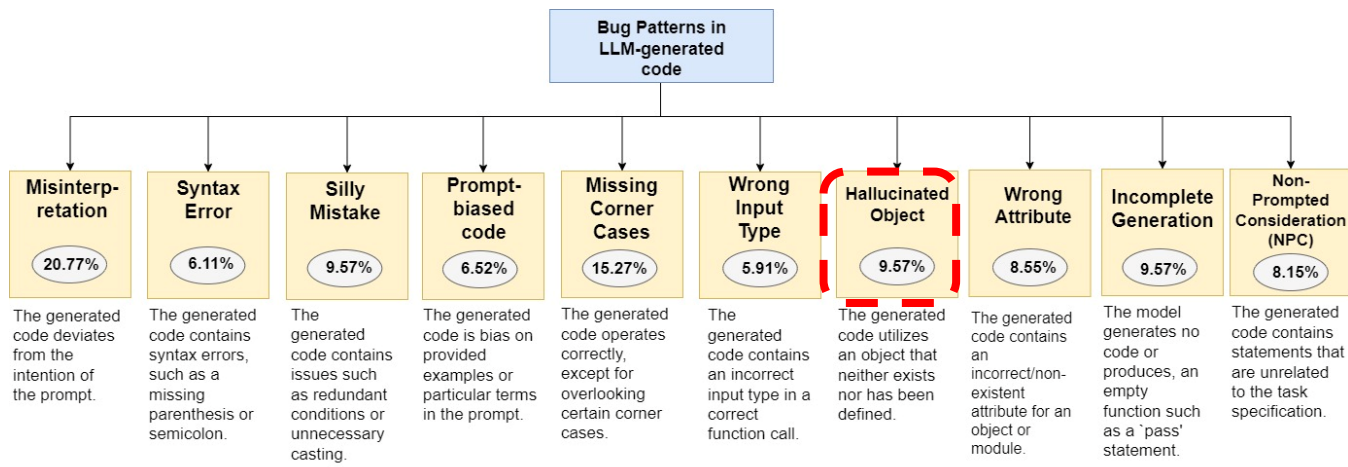 Bug Patterns in
LLM-generated
code
Misinterp-
retation
20.77%
The generated
code deviates
from the
intention of
the prompt.
Syntax
Error
6.11%
The generated
code contains
syntax errors,
such as a
missing
parenthesis or
semicolon.
Silly
Mistake
9.57%
The
generated
code contains
issues such
as redundant
conditions or
unnecessary
casting.
Prompt-
biased
code
6.52%
The generated
code is bias on
provided
examples or
particular terms
in the prompt.
Missing
Corner
Cases
15.27%
The generated
code operates
correctly,
except for
overlooking
certain corner
cases.
Wrong
Input
Type
5.91%
The
generated
code contains
an incorrect
input type in a
correct
function call.
Hallucinated
Object
9.57%
The generated
code utilizes
an object that
neither exists
nor has been
defined.
Wrong
Attribute
8.55%
The generated
code contains
an
incorrect/non-
existent
attribute for an
object or
module.
Incomplete
Generation
9.57%
The model
generates no
code or
produces, an
empty
function such
as a `pass'
statement.
Non-
Prompted
Consideration
(NPC)
8.15%
The generated
code contains
statements that
are unrelated
to the task
specification.